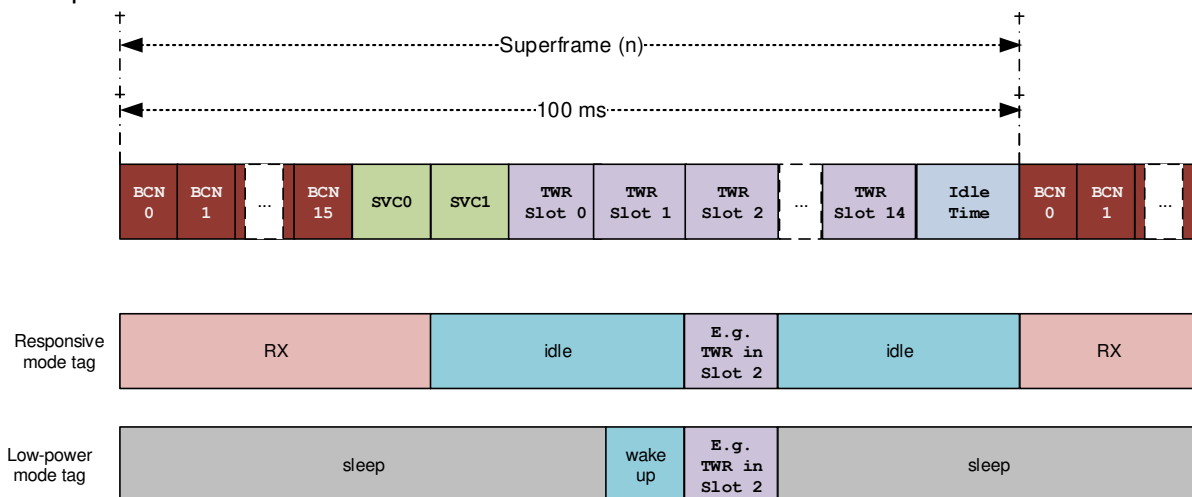 Superframe (n)
100 ms
BCN
0
BCN
1
...
BCN
15
SVC0
SVC1
TWR
Slot 0
TWR
Slot 1
TWR
Slot 2
...
TWR
Slot 14
Idle
Time
BCN
0
BCN
1
...
Responsive
mode tag
RX
idle
E.g.
TWR in
Slot 2
idle
RX
Low-power
mode tag
sleep
wake
up
E.g.
TWR in
Slot 2
sleep